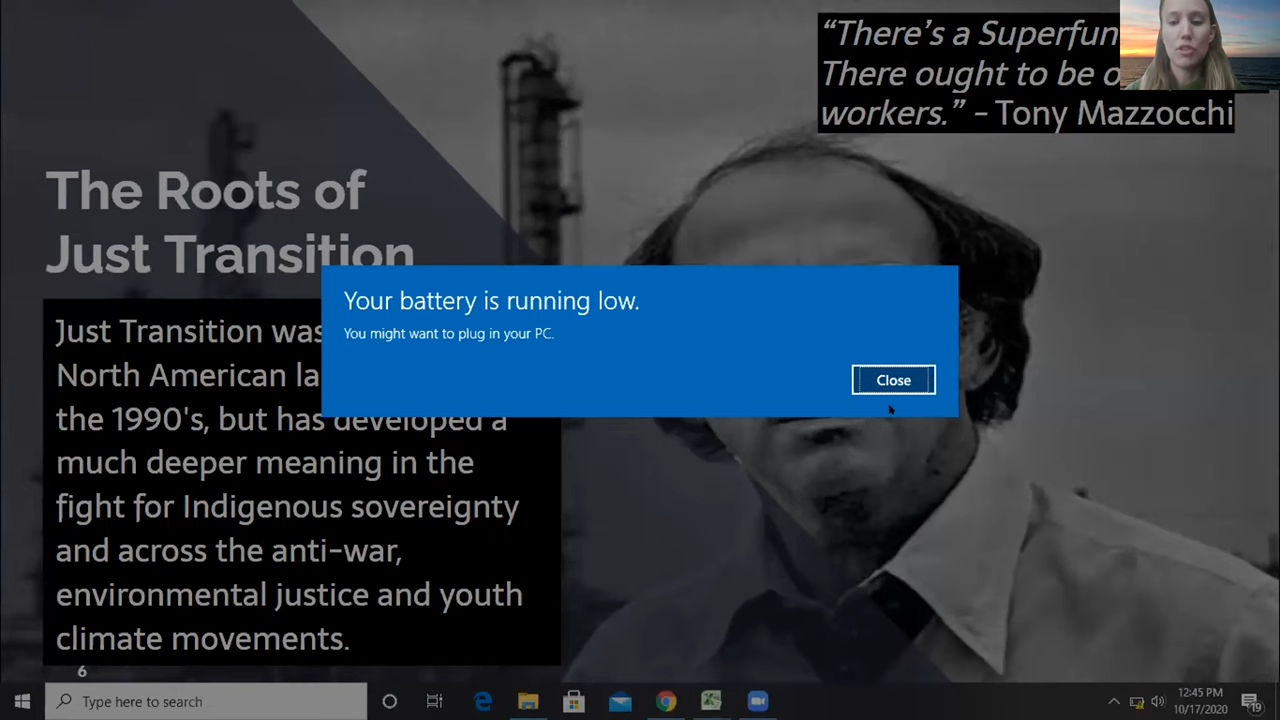 “There’s a Superfun
There ought to be o
workers.” - Tony Mazzocchi
The Roots of
Just Transition
Just Transition was
North American la
the 1990's, but has developed a
much deeper meaning in the
fight for Indigenous sovereignty
and across the anti-war,
environmental justice and youth
climate movements.
6
Your battery is running low.
You might want to plug in your PC.
Close
Type here to search
12:45 PM
10/17/2020
19